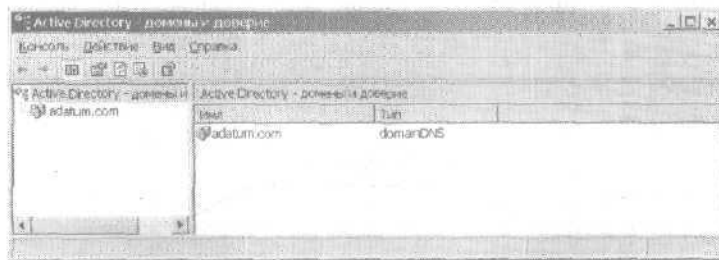 Active Directory - домены и доверие
Консоль Действие Вид Справка
Active Directory - домены и
adatum.com
Active Directory - домены и доверие
Имя Тип
adatum.com domainDNS